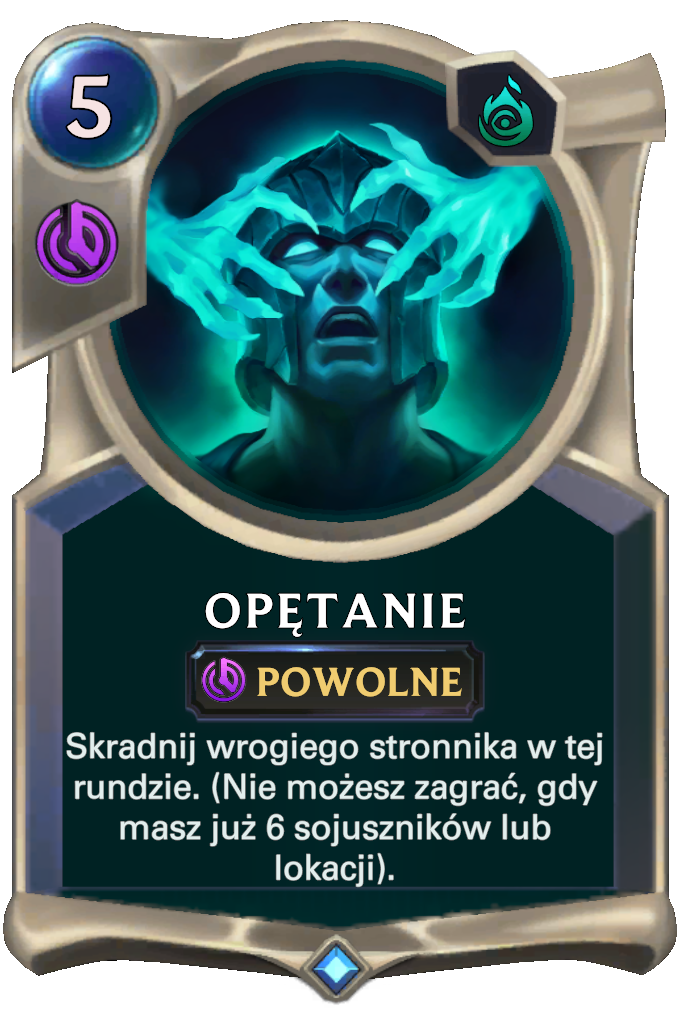 5
OPĘTANIE
POWOLNE
Skradnij wrogiego stronnika w tej
rundzie. (Nie możesz zagrać, gdy
masz już 6 sojuszników lub
lokacji).